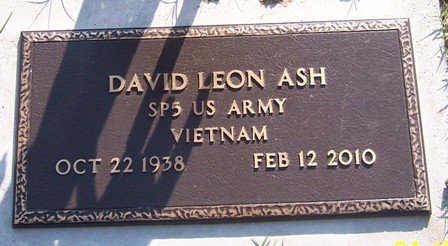 DAVID LEON ASH
SP5 US ARMY
VIETNAM
OCT 22 1938 FEB 12 2010